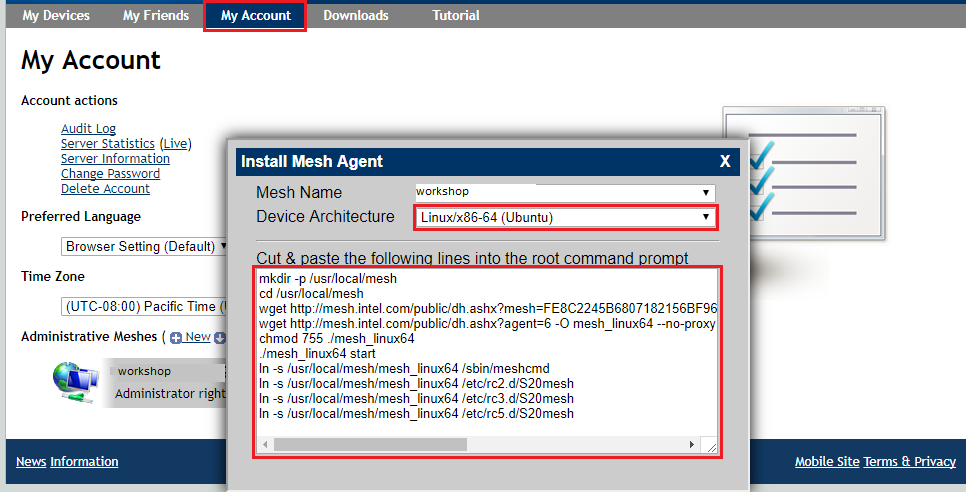 My Devices My Friends My Account Downloads Tutorial
My Account
Account actions
Audit Log
Server Statistics (Live)
Server Information
Change Password
Delete Account
Preferred Language
Browser Setting (Default)
Time Zone
(UTC-08:00) Pacific Time (
Administrative Meshes ( New
workshop
Administrator right
Install Mesh Agent X
Mesh Name workshop
Device Architecture Linux/x86-64 (Ubuntu)
Cut & paste the following lines into the root command prompt
mkdir -p /usr/local/mesh
cd /usr/local/mesh
wget http://mesh.intel.com/public/dh.ashx?mesh=FE8C2245B6807182156BF96
wget http://mesh.intel.com/public/dh.ashx?agent=6 -O mesh_linux64 --no-proxy
chmod 755 ./mesh_linux64
./mesh_linux64 start
ln -s /usr/local/mesh/mesh_linux64 /sbin/meshcmd
ln -s /usr/local/mesh/mesh_linux64 /etc/rc2.d/S20mesh
ln -s /usr/local/mesh/mesh_linux64 /etc/rc3.d/S20mesh
ln -s /usr/local/mesh/mesh_linux64 /etc/rc5.d/S20mesh
News Information Mobile Site Terms & Privacy